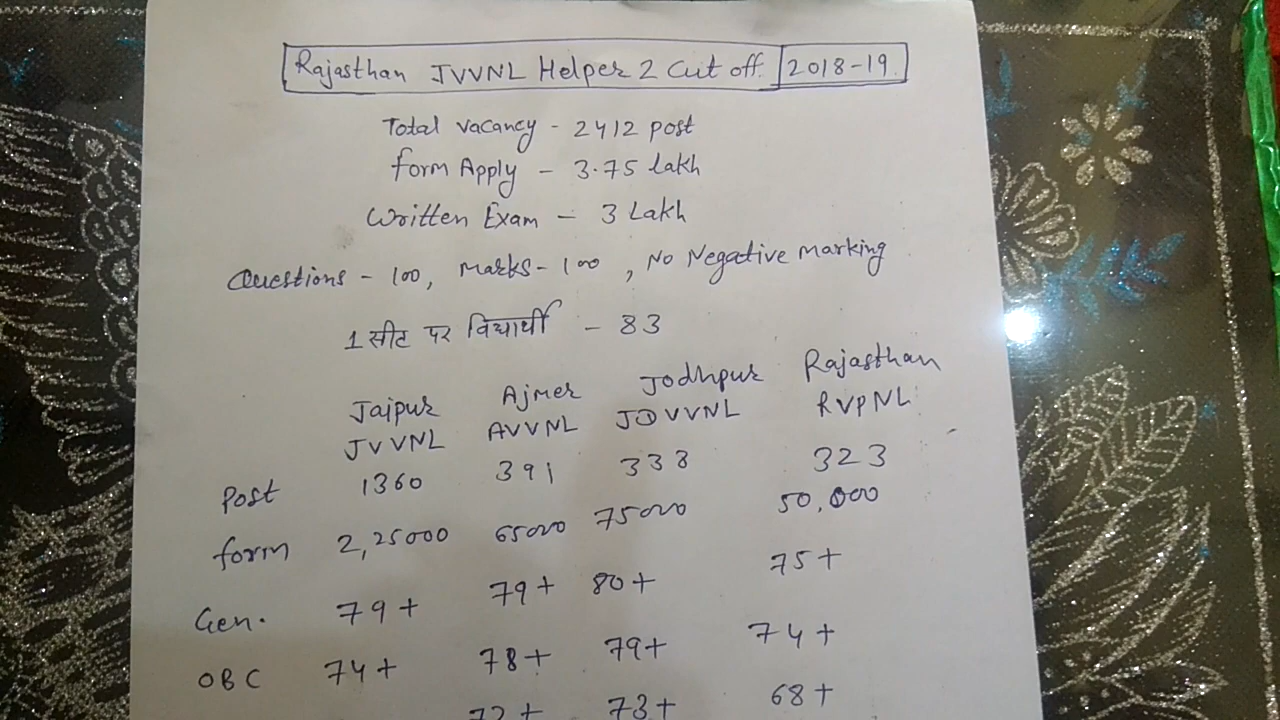 Rajasthan JVVNL Helper 2 Cut off. 2018-19.
Total vacancy - 2412 post
form Apply - 3.75 lakh
Written Exam - 3 Lakh
Questions - 100, Marks - 100 , No Negative Marking
1 सीट पर विद्यार्थी - 83
Jaipur Ajmer Jodhpur Rajasthan
JVVNL AVVNL JDVVNL RVPNL
Post 1360 391 338 323
form 2,25000 65000 75000 50,000
Gen. 79+ 79+ 80+ 75+
OBC 74+ 78+ 79+ 74+
72+ 73+ 68+